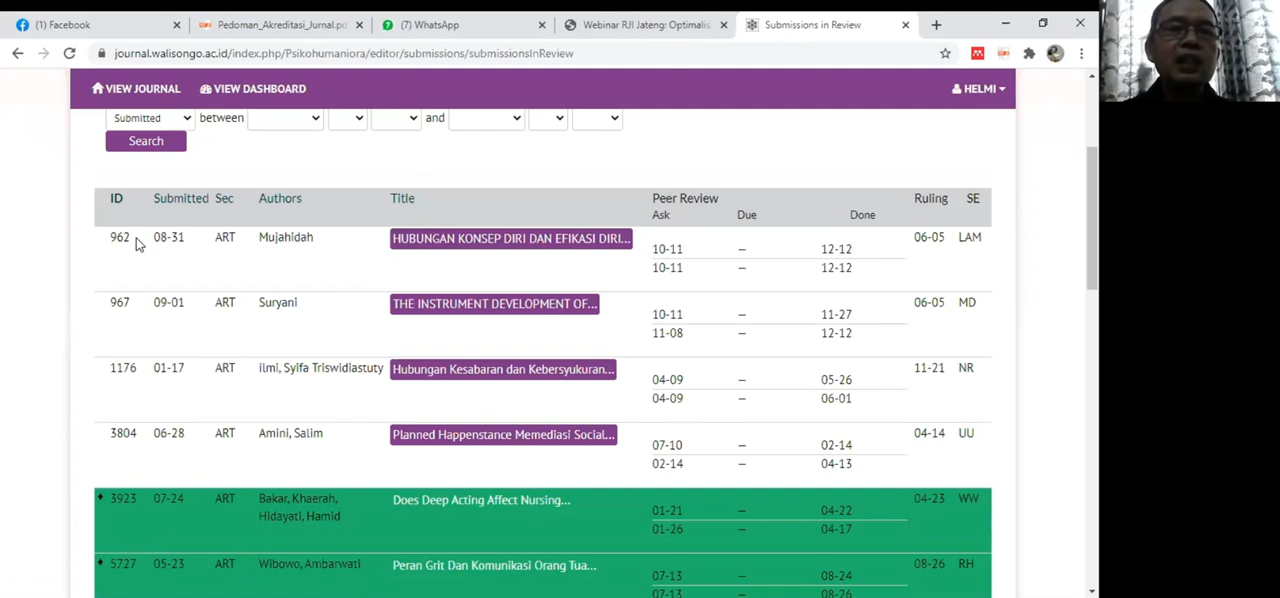 (1) Facebook
Pedoman_Akreditasi_Jurnal.pd
(7) WhatsApp
Webinar RJI Jateng: Optimalis
Submissions in Review
journal.walisongo.ac.id/index.php/Psikohumaniora/editor/submissions/submissionsInReview
VIEW JOURNAL VIEW DASHBOARD HELMI
Submitted between and
Search
ID Submitted Sec Authors Title Peer Review Ruling SE
Ask Due Done
962 08-31 ART Mujahidah HUBUNGAN KONSEP DIRI DAN EFIKASI DIRI... 06-05 LAM
10-11 — 12-12
10-11 — 12-12
967 09-01 ART Suryani THE INSTRUMENT DEVELOPMENT OF... 06-05 MD
10-11 — 11-27
11-08 — 12-12
1176 01-17 ART ilmi, Syifa Triswidiastuty Hubungan Kesabaran dan Kebersyukuran... 11-21 NR
04-09 — 05-26
04-09 — 06-01
3804 06-28 ART Amini, Salim Planned Happenstance Memediasi Social... 04-14 UU
07-10 — 02-14
02-14 — 04-13
3923 07-24 ART Bakar, Khaerah, Does Deep Acting Affect Nursing... 04-23 WW
Hidayati, Hamid 01-21 — 04-22
01-26 — 04-17
5727 05-23 ART Wibowo, Ambarwati Peran Grit Dan Komunikasi Orang Tua... 08-26 RH
07-13 — 08-24
07-13 — 08-26